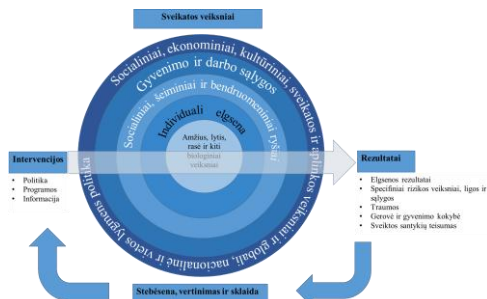 Sveikatos veiksniai
Socialiniai, ekonominiai, kultūriniai, sveikatos ir aplinkos veiksniai ir globali, nacionalinė ir vietos lygmens politika
Gyvenimo ir darbo sąlygos
Socialiniai, šeiminiai ir bendruomeniniai ryšiai
Individuali elgsena
Amžius, lytis,
rasė ir kiti
biologiniai
veiksniai
Intervencijos
• Politika
• Programos
• Informacija
Rezultatai
• Elgsenos rezultatai
• Specifiniai rizikos veiksniai, ligos ir
sąlygos
• Traumos
• Gerovė ir gyvenimo kokybė
• Sveiktos santykių teisumas
Stebėsena, vertinimas ir sklaida